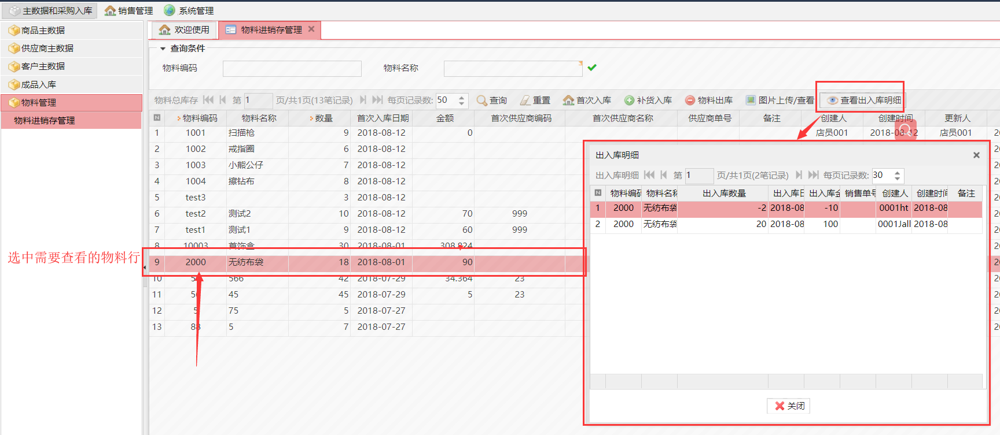 主数据和采购入库 销售管理 系统管理
商品主数据
供应商主数据
客户主数据
成品入库
物料管理
物料进销存管理
欢迎使用 物料进销存管理
查询条件
物料编码 物料名称
物料总库存 第 1 页/共1页(13笔记录) 每页记录数: 50 查询 重置 首次入库 补货入库 物料出库 图片上传/查看 查看出入库明细
物料编码 物料名称 数量 首次入库日期 金额 首次供应商编码 首次供应商名称 供应商单号 备注 创建人 创建时间 更新人
1 1001 扫描枪 9 2018-08-12 0 店员001 2018-08-12 店员001
2 1002 戒指圈 6 2018-08-12
3 1003 小熊公仔 7 2018-08-12
4 1004 擦钻布 8 2018-08-12
5 test3 3 2018-08-12
6 test2 测试2 10 2018-08-12 70 999
7 test1 测试1 9 2018-08-12 60 999
8 10003 首饰盒 30 2018-08-01 308.824
9 2000 无纺布袋 18 2018-08-01 90
10 566 42 2018-07-29 34.364 23
11 45 45 2018-07-29 5 23
12 75 5 2018-07-27
13 5 7 2018-07-27
选中需要查看的物料行
出入库明细
出入库明细 第 1 页/共1页(2笔记录) 每页记录数: 30
物料编码 物料名称 出入库数量 出入库日 出入库金 销售单号 创建人 创建时间 备注
1 2000 无纺布袋 -2 2018-08 -10 0001ht 2018-08
2 2000 无纺布袋 20 2018-08 100 0001Jall 2018-08
关闭